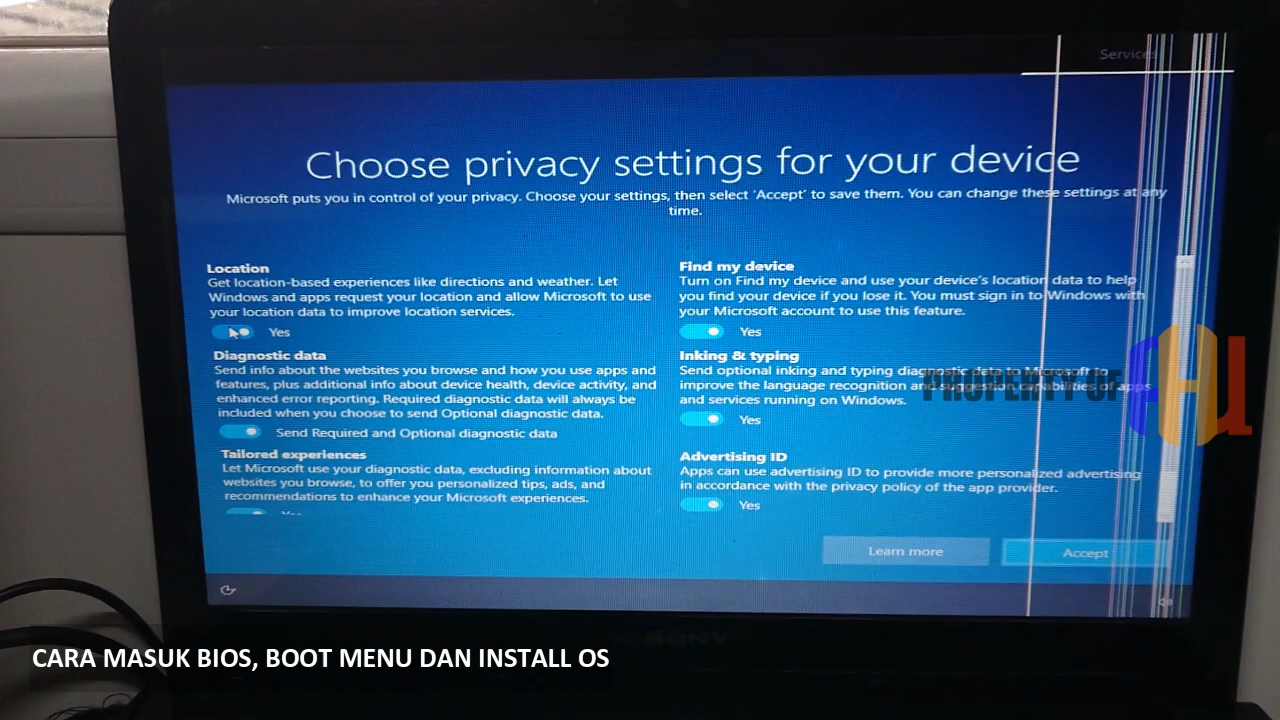 Services
Choose privacy settings for your device
Microsoft puts you in control of your privacy. Choose your settings, then select 'Accept' to save them. You can change these settings at any
time.
Location
Get location-based experiences like directions and weather. Let
Windows and apps request your location and allow Microsoft to use
your location data to improve location services.
Yes
Diagnostic data
Send info about the websites you browse and how you use apps and
features, plus additional info about device health, device activity, and
enhanced error reporting. Required diagnostic data will always be
included when you choose to send Optional diagnostic data.
Send Required and Optional diagnostic data
Tailored experiences
Let Microsoft use your diagnostic data, excluding information about
websites you browse, to offer you personalized tips, ads, and
recommendations to enhance your Microsoft experiences.
Yes
Find my device
Turn on Find my device and use your device's location data to help
you find your device if you lose it. You must sign in to Windows with
your Microsoft account to use this feature.
Yes
Inking & typing
Send optional inking and typing diagnostic data to Microsoft to
improve the language recognition and suggestion capabilities of apps
and services running on Windows.
Yes
Advertising ID
Apps can use advertising ID to provide more personalized advertising
in accordance with the privacy policy of the app provider.
Yes
PROPERTY OF
Learn more
Accept
SONY
CARA MASUK BIOS, BOOT MENU DAN INSTALL OS